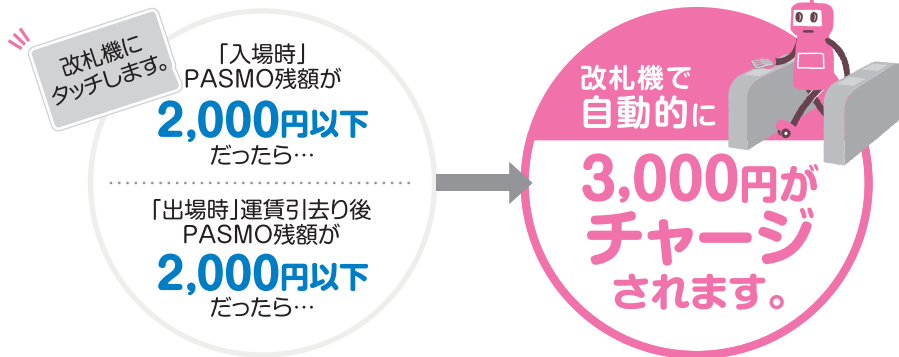 改札機に
タッチします。
「入場時」
PASMO残額が
2,000円以下
だったら…
「出場時」運賃引去り後
PASMO残額が
2,000円以下
だったら…
改札機で
自動的に
3,000円が
チャージ
されます。